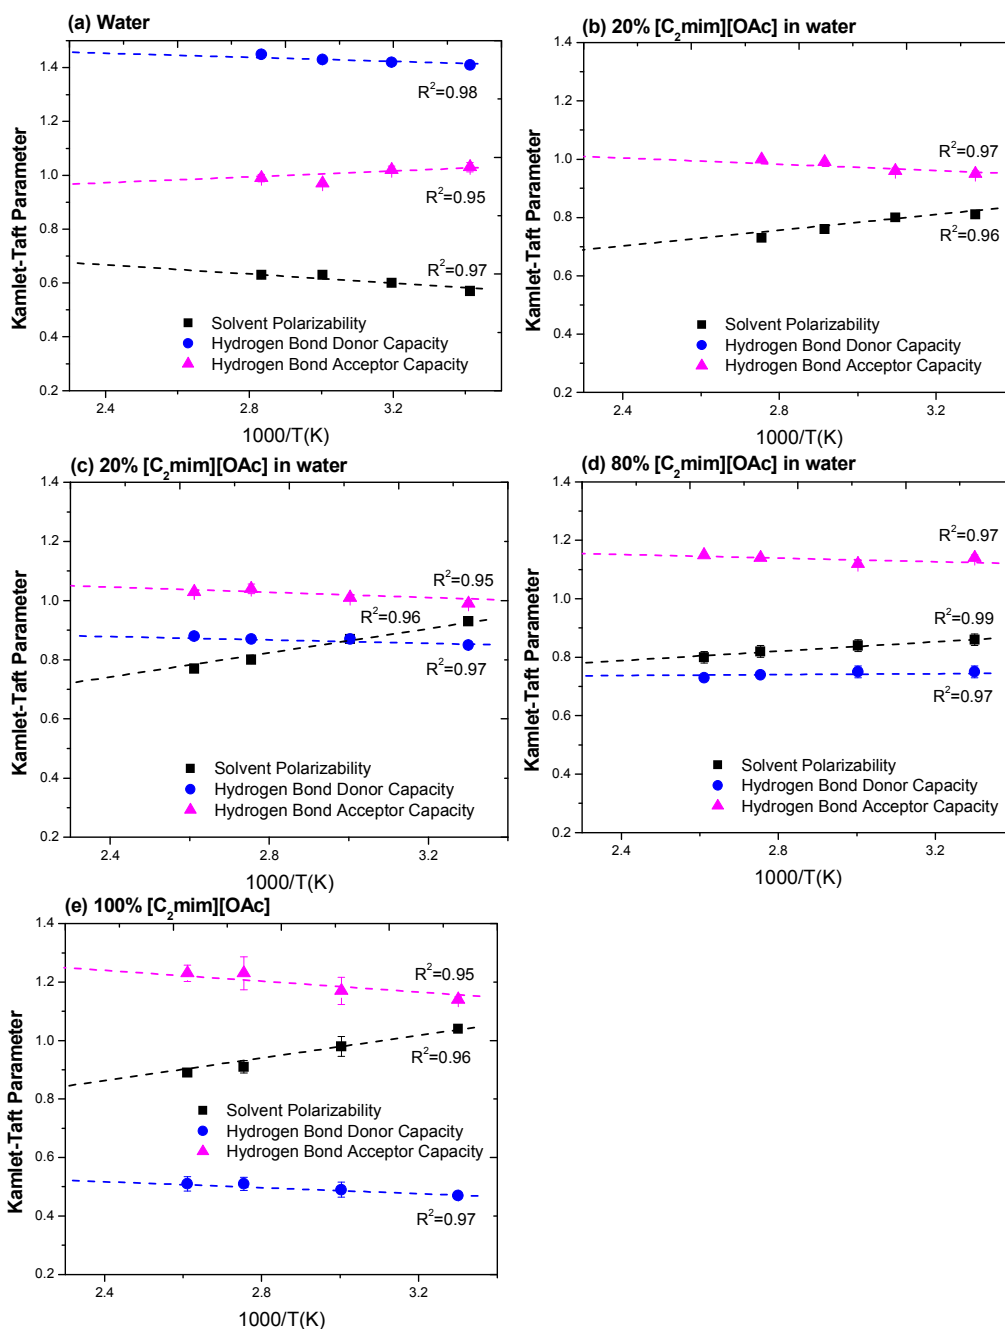 (a) Water
Kamlet-Taft Parameter
1.4
1.2
1.0
0.8
0.6
0.4
0.2
R²=0.98
R²=0.95
R²=0.97
Solvent Polarizability
Hydrogen Bond Donor Capacity
Hydrogen Bond Acceptor Capacity
2.4 2.8 3.2
1000/T(K)
(b) 20% [C₂mim][OAc] in water
Kamlet-Taft Parameter
1.4
1.2
1.0
0.8
0.6
0.4
0.2
R²=0.97
R²=0.96
Solvent Polarizability
Hydrogen Bond Donor Capacity
Hydrogen Bond Acceptor Capacity
2.4 2.8 3.2
1000/T(K)
(c) 20% [C₂mim][OAc] in water
Kamlet-Taft Parameter
1.4
1.2
1.0
0.8
0.6
0.4
0.2
R²=0.95
R²=0.96
R²=0.97
Solvent Polarizability
Hydrogen Bond Donor Capacity
Hydrogen Bond Acceptor Capacity
2.4 2.8 3.2
1000/T(K)
(d) 80% [C₂mim][OAc] in water
Kamlet-Taft Parameter
1.4
1.2
1.0
0.8
0.6
0.4
0.2
R²=0.97
R²=0.99
R²=0.97
Solvent Polarizability
Hydrogen Bond Donor Capacity
Hydrogen Bond Acceptor Capacity
2.4 2.8 3.2
1000/T(K)
(e) 100% [C₂mim][OAc]
Kamlet-Taft Parameter
1.4
1.2
1.0
0.8
0.6
0.4
0.2
R²=0.95
R²=0.96
Solvent Polarizability
Hydrogen Bond Donor Capacity
Hydrogen Bond Acceptor Capacity
R²=0.97
2.4 2.8 3.2
1000/T(K)